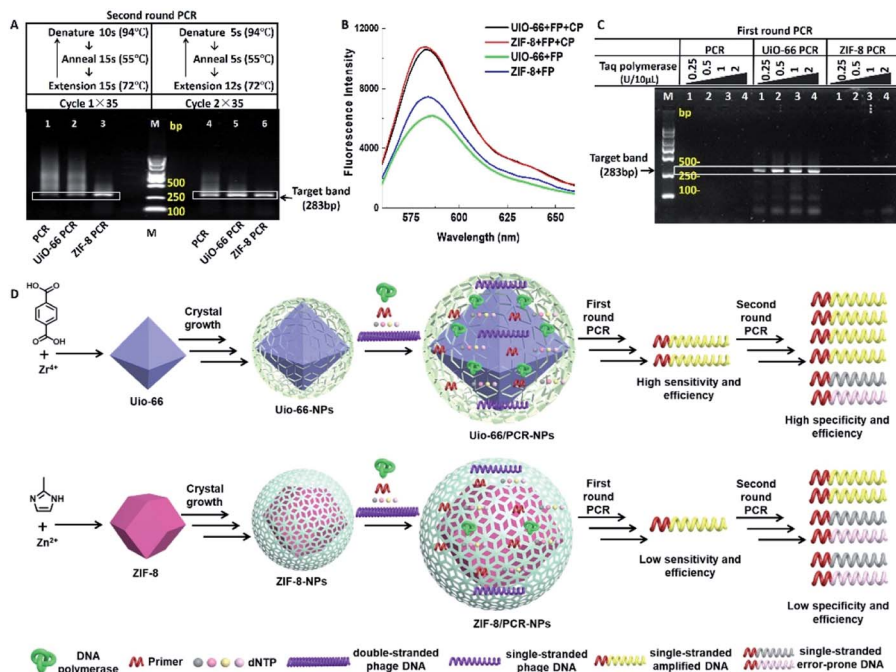 A
Second round PCR
Denature 10s (94℃)
Anneal 15s (55℃)
Extension 15s (72℃)
Denature 5s (94℃)
Anneal 5s (55℃)
Extension 12s (72℃)
Cycle 1×35
Cycle 2×35
1 2 3 M bp 4 5 6
500
250
100
Target band
(283bp)
PCR
UiO-66 PCR
ZIF-8 PCR
M
PCR
UiO-66 PCR
ZIF-8 PCR
B
Fluorescence Intensity
12000
9000
6000
3000
0
UiO-66+FP+CP
ZIF-8+FP+CP
UiO-66+FP
ZIF-8+FP
575 600 625 650
Wavelength (nm)
C
First round PCR
PCR UiO-66 PCR ZIF-8 PCR
Taq polymerase
(U/10μL)
0.25 0.5 1 2
0.25 0.5 1 2
0.25 0.5 1 2
M 1 2 3 4 1 2 3 4 1 2 3 4
bp
500-
250-
100-
Target band
(283bp)
D
HO
O
O
OH
+
Zr⁴⁺
Uio-66
Crystal
growth
Uio-66-NPs
Uio-66/PCR-NPs
First
round
PCR
High sensitivity and
efficiency
Second
round
PCR
High specificity and
efficiency
N
NH
+
Zn²⁺
ZIF-8
Crystal
growth
ZIF-8-NPs
ZIF-8/PCR-NPs
First
round
PCR
Low sensitivity and
efficiency
Second
round
PCR
Low specificity and
efficiency
DNA
polymerase
Primer
dNTP
double-stranded
phage DNA
single-stranded
phage DNA
single-stranded
amplified DNA
single-stranded
error-prone DNA